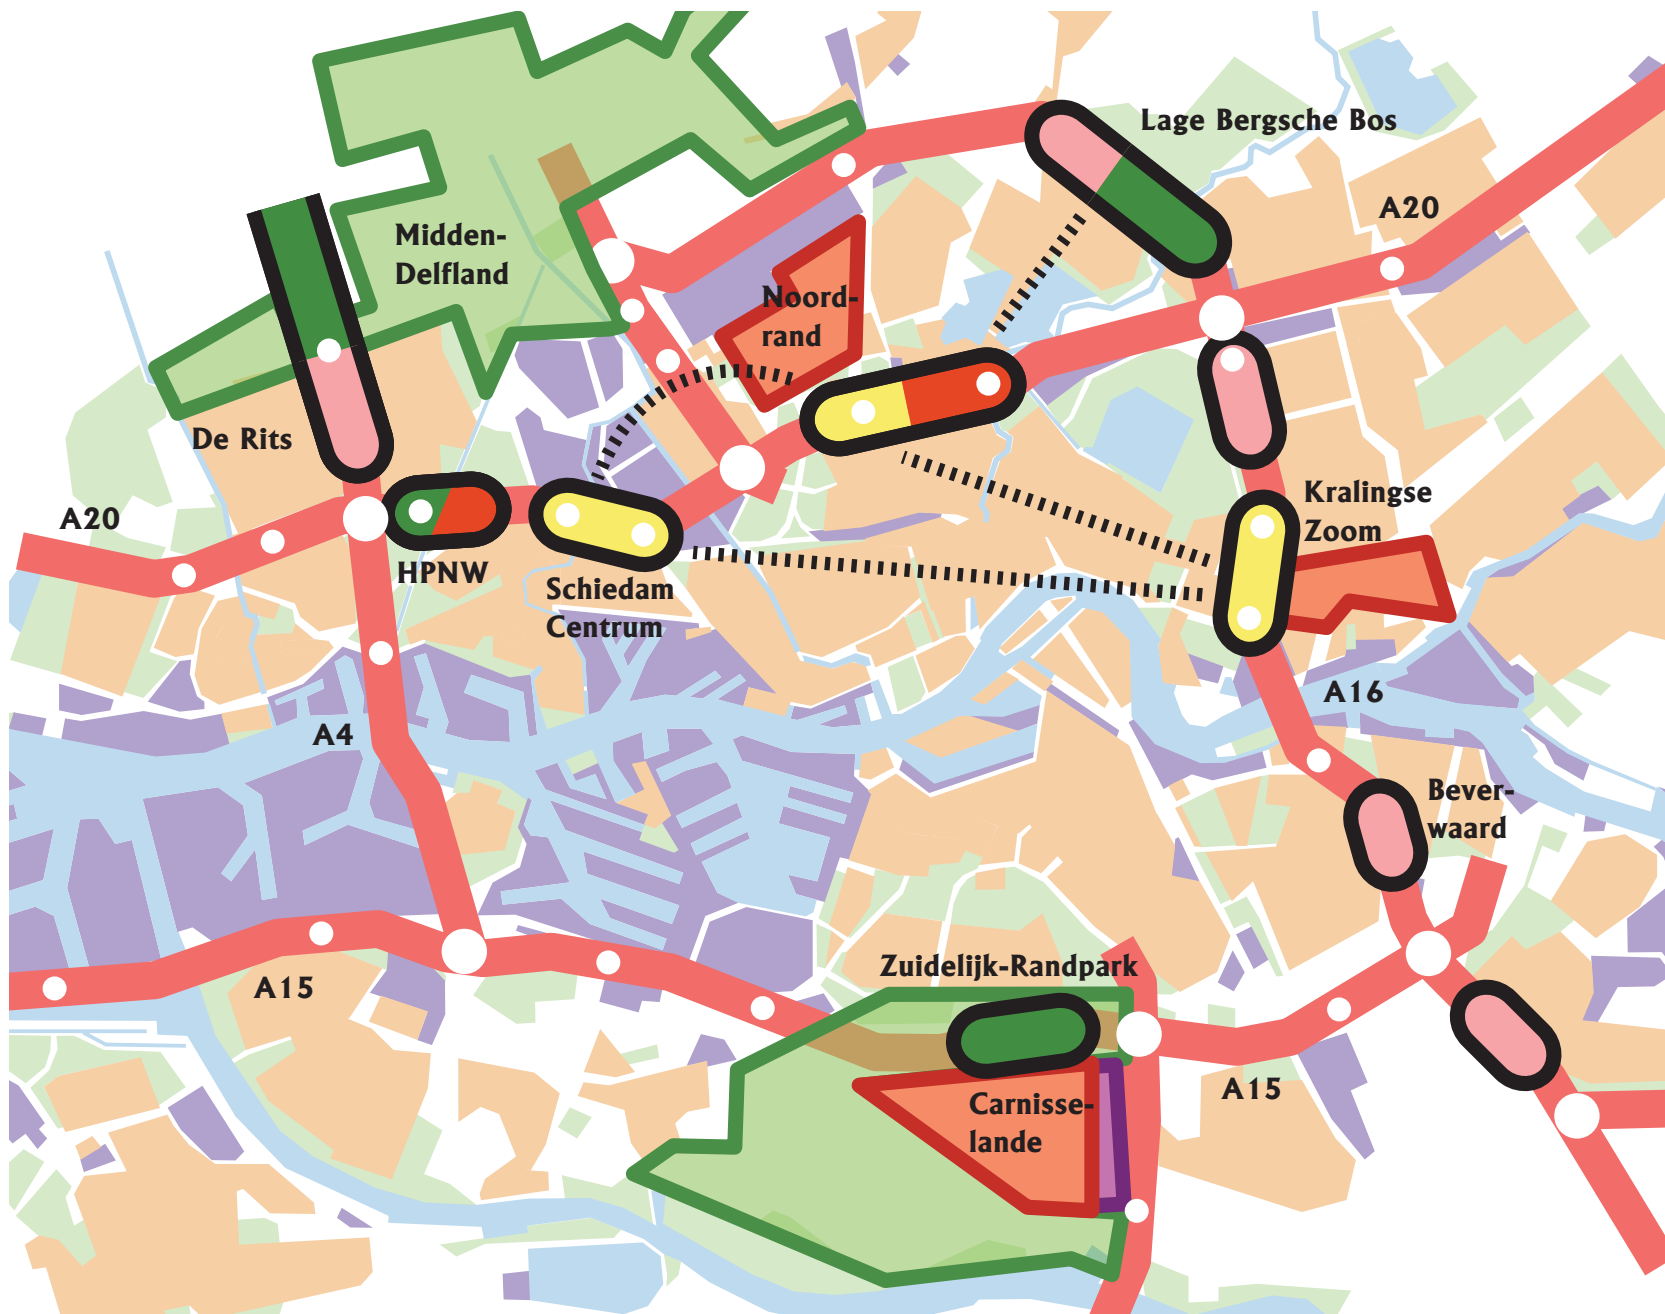 Lage Bergsche Bos
A20
Midden-
Delfland
Noord-
rand
De Rits
Kralingse
Zoom
A20
HPNW
Schiedam
Centrum
A16
A4
Bever-
waard
Zuidelijk-Randpark
A15
A15
Carnisse-
lande